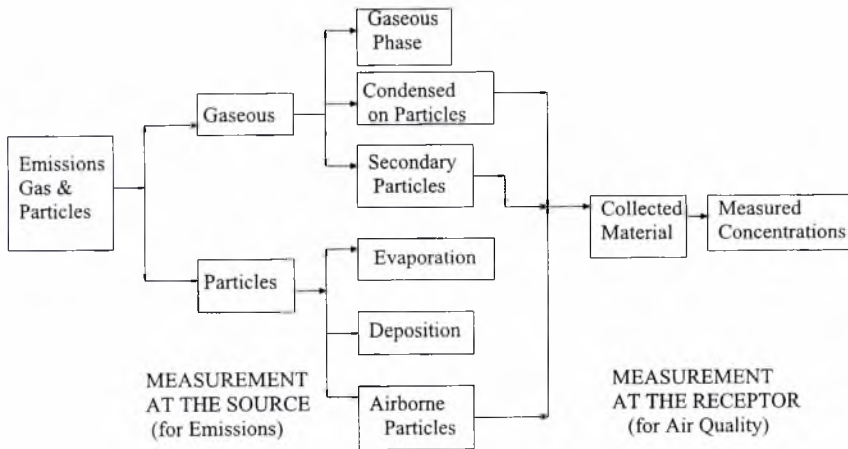 Gaseous
Phase
Condensed
on Particles
Gaseous
Secondary
Particles
Emissions
Gas &
Particles
Collected
Material
Measured
Concentrations
Particles
Evaporation
Deposition
Airborne
Particles
MEASUREMENT
AT THE SOURCE
(for Emissions)
MEASUREMENT
AT THE RECEPTOR
(for Air Quality)